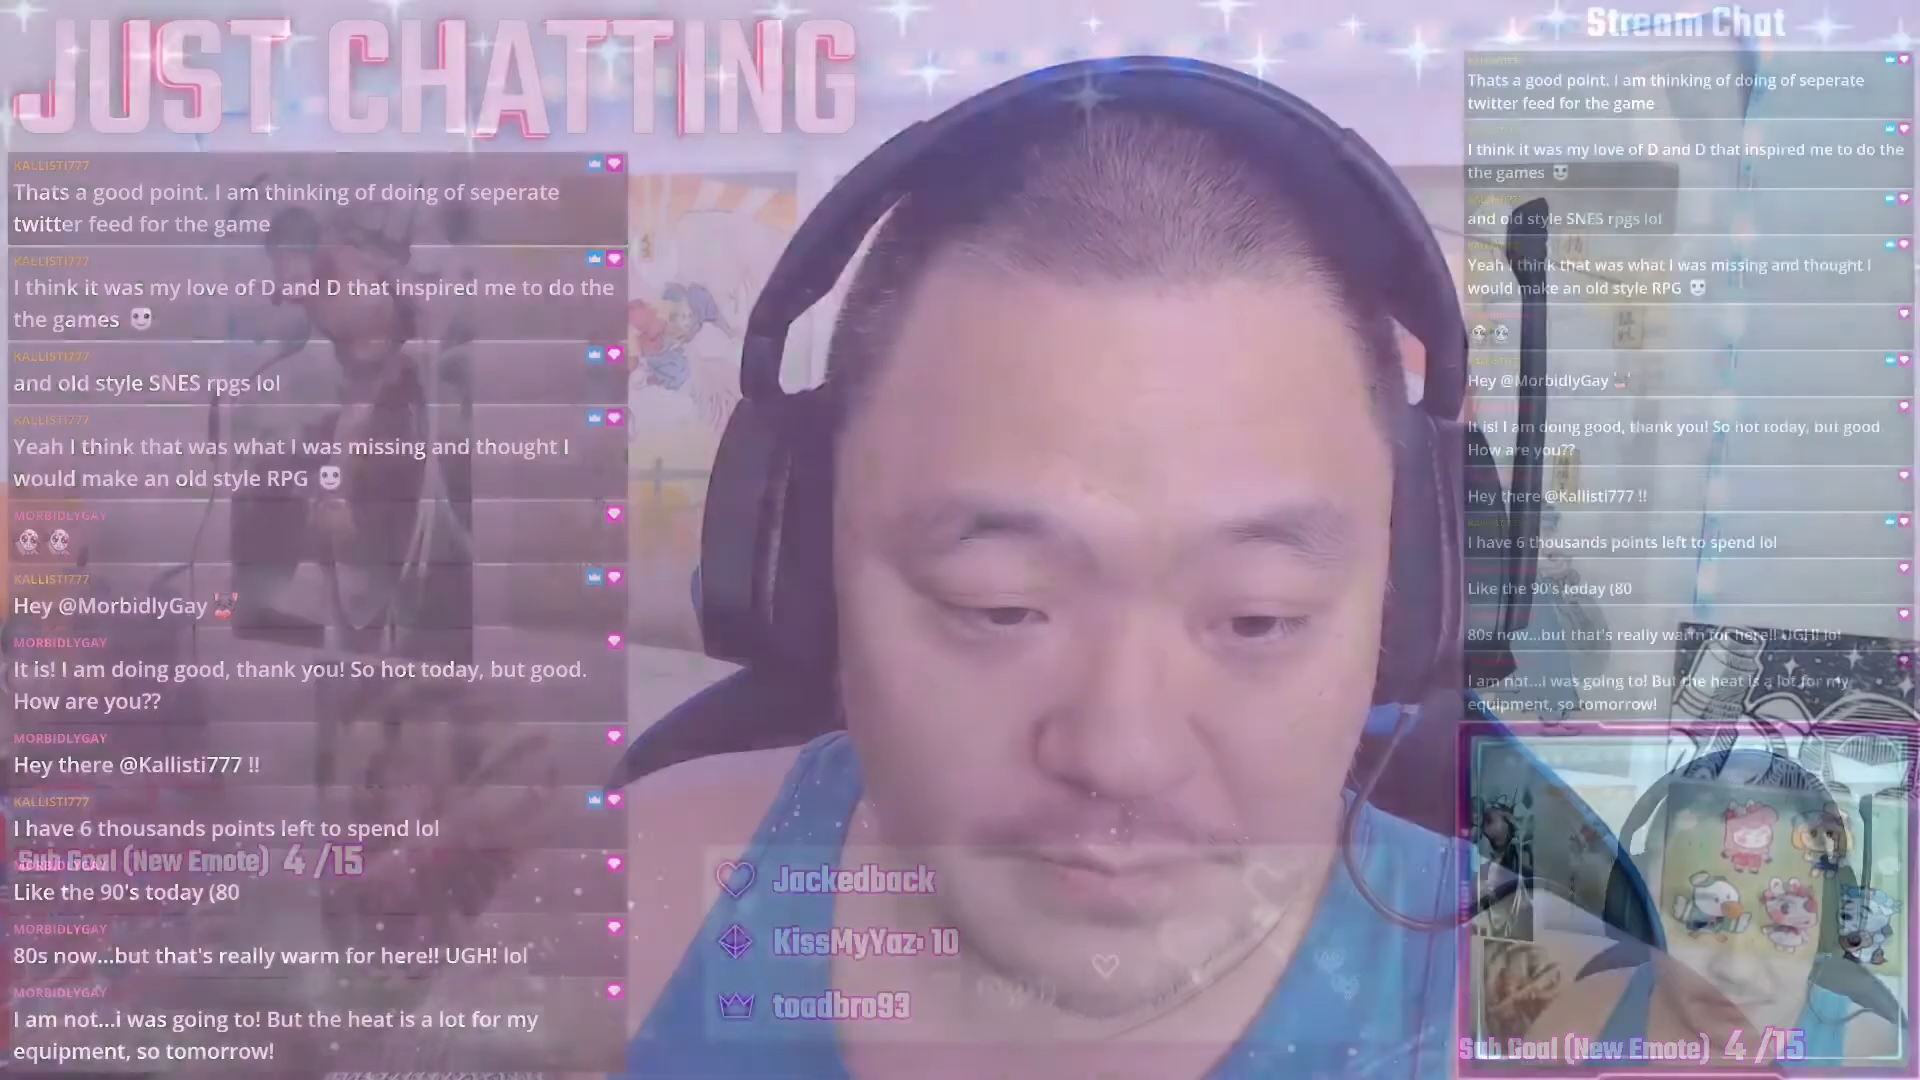 JUST CHATTING
KALLISTI777
Thats a good point. I am thinking of doing of seperate
twitter feed for the game
KALLISTI777
I think it was my love of D and D that inspired me to do the
the games
KALLISTI777
and old style SNES rpgs lol
KALLISTI777
Yeah I think that was what I was missing and thought I
would make an old style RPG
MORBIDLYGAY
KALLISTI777
Hey @MorbidlyGay
MORBIDLYGAY
It is! I am doing good, thank you! So hot today, but good.
How are you??
MORBIDLYGAY
Hey there @Kallisti777 !!
KALLISTI777
I have 6 thousands points left to spend lol
Sub Goal (New Emote) 4 /15
MORBIDLYGAY
Like the 90's today (80
MORBIDLYGAY
80s now...but that's really warm for here!! UGH! lol
MORBIDLYGAY
I am not...i was going to! But the heat is a lot for my
equipment, so tomorrow!
Jackedback
KissMyYaz: 10
toadbro93
Stream Chat
Thats a good point. I am thinking of doing of seperate
twitter feed for the game
I think it was my love of D and D that inspired me to do the
the games
and old style SNES rpgs lol
Yeah I think that was what I was missing and thought I
would make an old style RPG
Hey @MorbidlyGay
It is! I am doing good, thank you! So hot today, but good.
How are you??
Hey there @Kallisti777 !!
I have 6 thousands points left to spend lol
Like the 90's today (80
80s now...but that's really warm for here!! UGH! lol
I am not...i was going to! But the heat is a lot for my
equipment, so tomorrow!
Sub Goal (New Emote) 4 /15